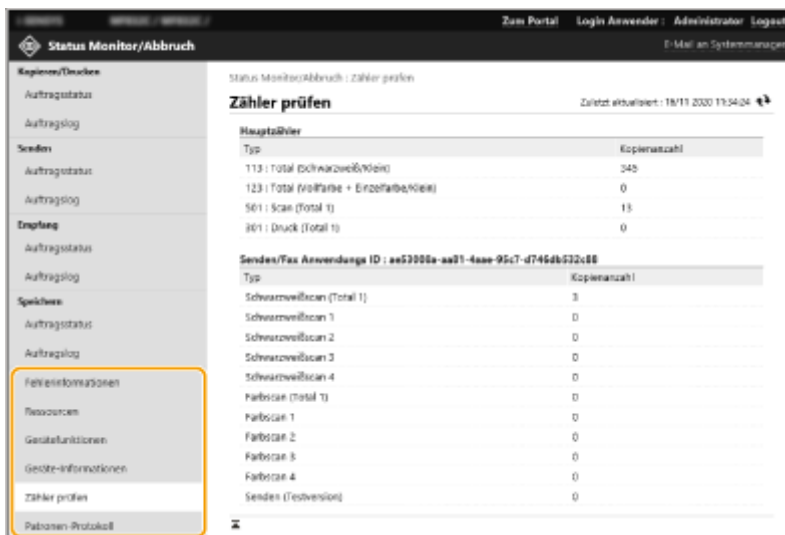 Zum Portal Login Anwender : Administrator Logout
Status Monitor/Abbruch
E-Mail an Systemmanager
Kopieren/Drucken
Auftragsstatus
Auftragslog
Senden
Auftragsstatus
Auftragslog
Empfang
Auftragsstatus
Auftragslog
Speichern
Auftragsstatus
Auftragslog
Fehlerinformationen
Ressourcen
Gerätefunktionen
Geräte-Informationen
Zähler prüfen
Patronen-Protokoll
Status Monitor/Abbruch : Zähler prüfen
Zähler prüfen
Zuletzt aktualisiert : 16/11 2020 11:34:24
Hauptzähler
Typ Kopienanzahl
113 : Total (Schwarzweiß/Klein) 345
123 : Total (Vollfarbe + Einzelfarbe/Klein) 0
501 : Scan (Total 1) 13
301 : Druck (Total 1) 0
Senden/Fax Anwendungs ID : ae53008a-aa01-4aae-95c7-d746db532c88
Typ Kopienanzahl
Schwarzweißscan (Total 1) 3
Schwarzweißscan 1 0
Schwarzweißscan 2 0
Schwarzweißscan 3 0
Schwarzweißscan 4 0
Farbscan (Total 1) 0
Farbscan 1 0
Farbscan 2 0
Farbscan 3 0
Farbscan 4 0
Senden (Testversion) 0